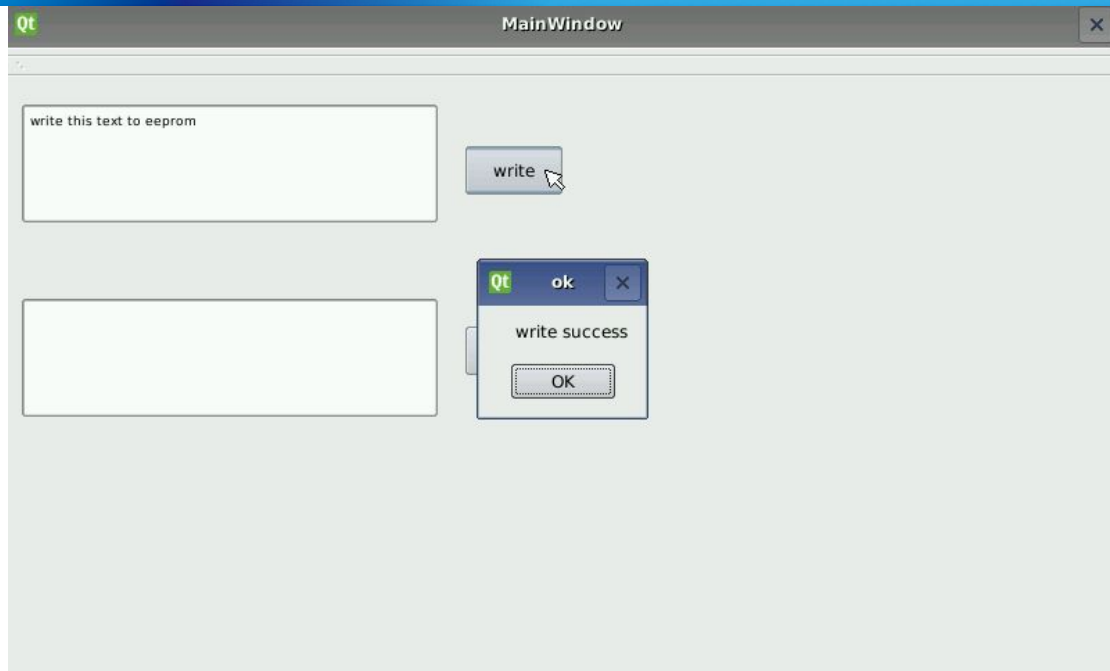 Qt MainWindow
write this text to eeprom
write
Qt ok
write success
OK